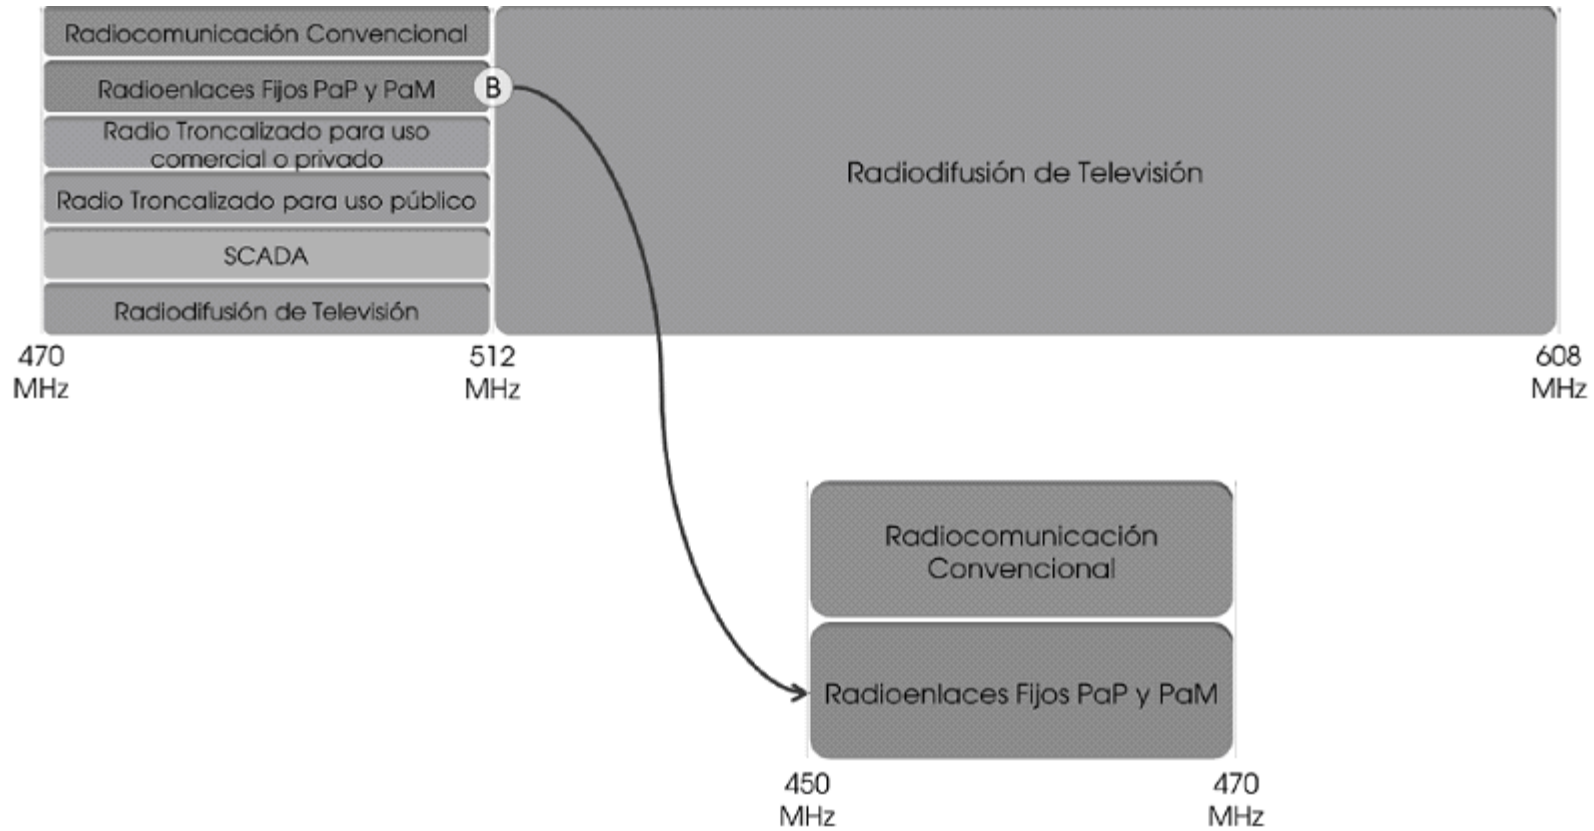 Radiocomunicación Convencional
Radioenlaces Fijos PaP y PaM
B
Radio Troncalizado para uso
comercial o privado
Radio Troncalizado para uso público
SCADA
Radiodifusión de Televisión
Radiodifusión de Televisión
470
MHz
512
MHz
608
MHz
Radiocomunicación
Convencional
Radioenlaces Fijos PaP y PaM
450
MHz
470
MHz